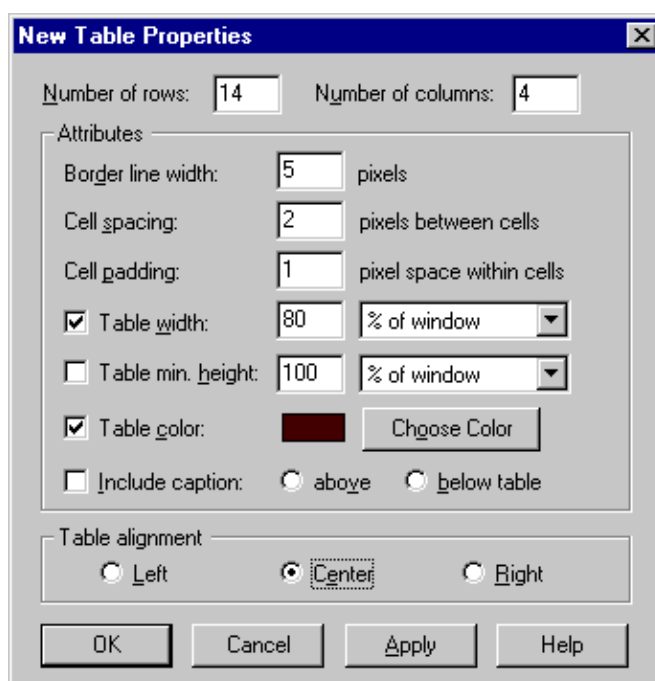 New Table Properties
Number of rows: 14 Number of columns: 4
Attributes
Border line width: 5 pixels
Cell spacing: 2 pixels between cells
Cell padding: 1 pixel space within cells
Table width: 80 % of window
Table min. height: 100 % of window
Table color: Choose Color
Include caption: above below table
Table alignment
Left Center Right
OK Cancel Apply Help